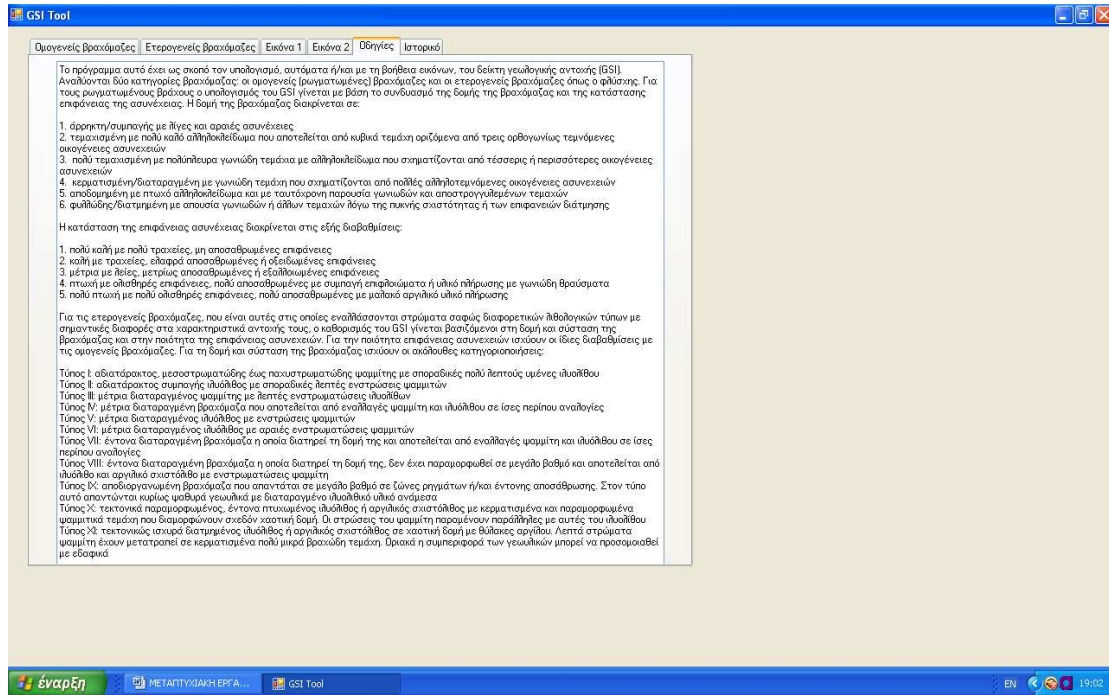 GSI Tool
Ομογενείς βραχόμαζες Ετερογενείς βραχόμαζες Εικόνα 1 Εικόνα 2 Οδηγίες Ιστορικό
Το πρόγραμμα αυτό έχει ως σκοπό τον υπολογισμό, αυτόματα ή/και με τη βοήθεια εικόνων, του δείκτη γεωλογικής αντοχής (GSI).
Αναλύονται δύο κατηγορίες βραχόμαζας: οι ομογενείς (ρωγματωμένες) βραχόμαζες και οι ετερογενείς βραχόμαζες όπως ο φλύσχης. Για
τους ρωγματωμένους βράχους ο υπολογισμός του GSI γίνεται με βάση το συνδυασμό της δομής της βραχόμαζας και της κατάστασης
επιφάνειας της ασυνέχειας. Η δομή της βραχόμαζας διακρίνεται σε:
1. άρρηκτη/συμπαγής με λίγες και αραιές ασυνέχειες
2. τεμαχισμένη με πολύ καλό αλληλοκλείδωμα που αποτελείται από κυβικά τεμάχη οριζόμενα από τρεις ορθογωνίως τεμνόμενες
οικογένειες ασυνεχειών
3. πολύ τεμαχισμένη με πολύπλευρα γωνιώδη τεμάχια με αλληλοκλείδωμα που σχηματίζονται από τέσσερις ή περισσότερες οικογένειες
ασυνεχειών
4. κερματισμένη/διαταραγμένη με γωνιώδη τεμάχη που σχηματίζονται από πολλές αλληλοτεμνόμενες οικογένειες ασυνεχειών
5. αποδομημένη με πτωχό αλληλοκλείδωμα και με ταυτόχρονη παρουσία γωνιωδών και αποστρογγυλεμένων τεμαχών
6. φυλλώδης/διατμημένη με απουσία γωνιωδών ή άλλων τεμαχών λόγω της πυκνής σχιστότητας ή των επιφανειών διάτμησης
Η κατάσταση της επιφάνειας ασυνέχειας διακρίνεται στις εξής διαβαθμίσεις:
1. πολύ καλή με πολύ τραχείες, μη αποσαθρωμένες επιφάνειες
2. καλή με τραχείες, ελαφρά αποσαθρωμένες ή οξειδωμένες επιφάνειες
3. μέτρια με λείες, μετρίως αποσαθρωμένες ή εξαλλοιωμένες επιφάνειες
4. πτωχή με ολισθηρές επιφάνειες, πολύ αποσαθρωμένες με συμπαγή επιφλοιώματα ή υλικό πλήρωσης με γωνιώδη θραύσματα
5. πολύ πτωχή με πολύ ολισθηρές επιφάνειες, πολύ αποσαθρωμένες με μαλακό αργιλικό υλικό πλήρωσης
Για τις ετερογενείς βραχόμαζες, που είναι αυτές στις οποίες εναλλάσσονται στρώματα σαφώς διαφορετικών λιθολογικών τύπων με
σημαντικές διαφορές στα χαρακτηριστικά αντοχής τους, ο καθορισμός του GSI γίνεται βασιζόμενοι στη δομή και σύσταση της
βραχόμαζας και στην ποιότητα της επιφάνειας ασυνεχειών. Για την ποιότητα επιφάνειας ασυνεχειών ισχύουν οι ίδιες διαβαθμίσεις με
τις ομογενείς βραχόμαζες. Για τη δομή και σύσταση της βραχόμαζας ισχύουν οι ακόλουθες κατηγοριοποιήσεις:
Τύπος I: αδιατάρακτος, μεσοστρωματώδης έως παχυστρωματώδης ψαμμίτης με σποραδικές πολύ λεπτούς υμένες ιλυολίθου
Τύπος II: αδιατάρακτος συμπαγής ιλυόλιθος με σποραδικές λεπτές ενστρώσεις ψαμμιτών
Τύπος III: μέτρια διαταραγμένος ψαμμίτης με λεπτές ενστρωματώσεις ιλυολίθων
Τύπος IV: μέτρια διαταραγμένη βραχόμαζα που αποτελείται από εναλλαγές ψαμμίτη και ιλυόλιθου σε ίσες περίπου αναλογίες
Τύπος V: μέτρια διαταραγμένος ιλυόλιθος με ενστρώσεις ψαμμιτών
Τύπος VI: μέτρια διαταραγμένος ιλυόλιθος με αραιές ενστρωματώσεις ψαμμιτών
Τύπος VII: έντονα διαταραγμένη βραχόμαζα η οποία διατηρεί τη δομή της και αποτελείται από εναλλαγές ψαμμίτη και ιλυόλιθου σε ίσες
περίπου αναλογίες
Τύπος VIII: έντονα διαταραγμένη βραχόμαζα η οποία διατηρεί τη δομή της, δεν έχει παραμορφωθεί σε μεγάλο βαθμό και αποτελείται από
ιλυόλιθο και αργιλικό σχιστόλιθο με ενστρωματώσεις ψαμμίτη
Τύπος IX: αποδιοργανωμένη βραχόμαζα που απαντάται σε μεγάλο βαθμό σε ζώνες ρηγμάτων ή/και έντονης αποσάθρωσης. Στον τύπο
αυτό απαντώνται κυρίως ψαθυρά γεωυλικά με διαταραγμένο ιλυολιθικό υλικό ανάμεσα
Τύπος X: τεκτονικά παραμορφωμένος, έντονα πτυχωμένος ιλυόλιθος ή αργιλικός σχιστόλιθος με κερματισμένα και παραμορφωμένα
ψαμμιτικά τεμάχη που διαμορφώνουν σχεδόν χαοτική δομή. Οι στρώσεις του ψαμμίτη παραμένουν παράλληλες με αυτές του ιλυολίθου
Τύπος XI: τεκτονικώς ισχυρά διατμημένος ιλυόλιθος ή αργιλικός σχιστόλιθος σε χαοτική δομή με θύλακες αργίλου. Λεπτά στρώματα
ψαμμίτη έχουν μετατραπεί σε κερματισμένα πολύ μικρά βραχώδη τεμάχη. Οριακά η συμπεριφορά των γεωυλικών μπορεί να προσομοιασθεί
με εδαφικά
έναρξη ΜΕΤΑΠΤΥΧΙΑΚΗ ΕΡΓΑ... GSI Tool EN 19:02